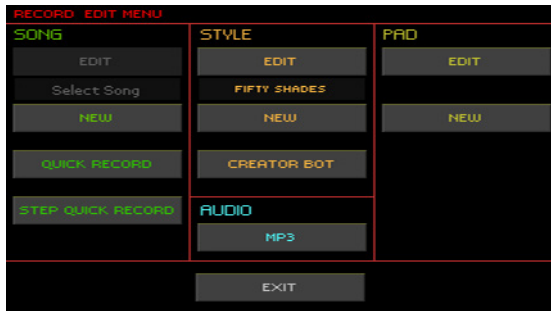 RECORD EDIT MENU
SONG
EDIT
Select Song
NEW
QUICK RECORD
STEP QUICK RECORD
STYLE
EDIT
FIFTY SHADES
NEW
CREATOR BOT
AUDIO
MP3
PAD
EDIT
NEW
EXIT